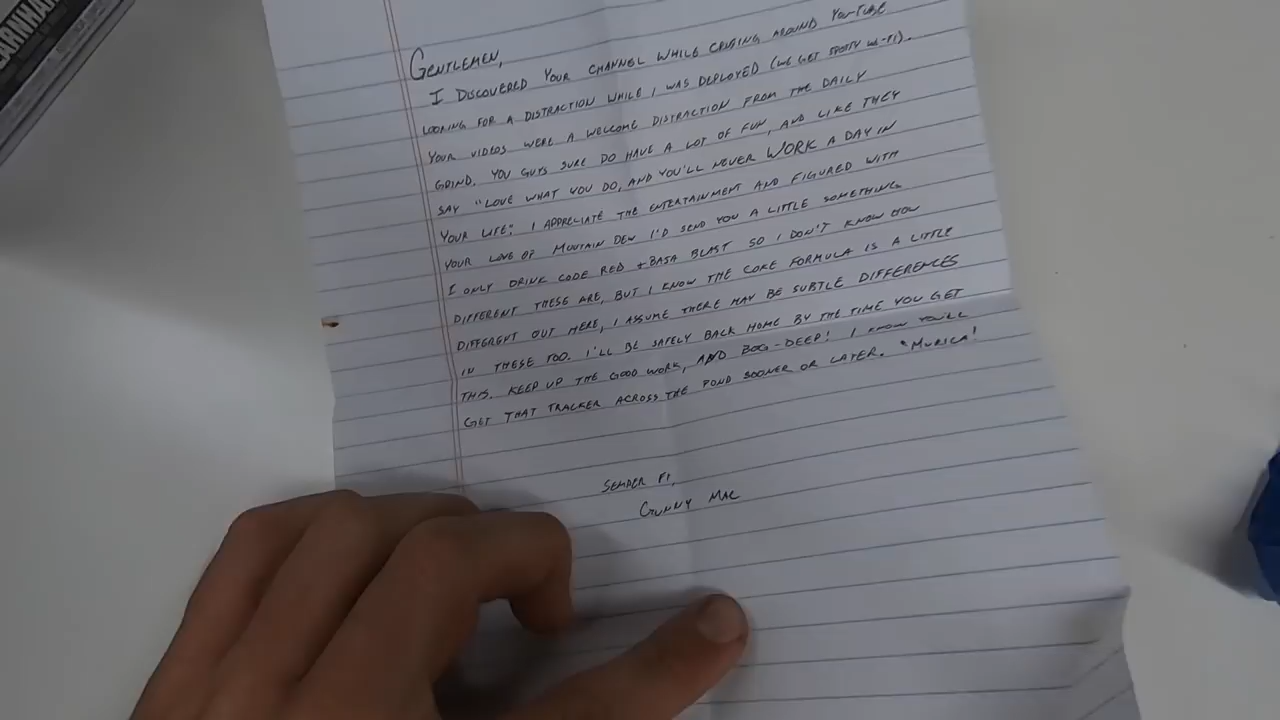 CARINHA
GENTLEMEN,
I DISCOVERED YOUR CHANNEL WHILE CRUSING AROUND YOUTUBE
LOOKING FOR A DISTRACTION WHILE I WAS DEPLOYED (WE GET SPOTTY WI-FI).
YOUR VIDEOS WERE A WELCOME DISTRACTION FROM THE DAILY
GRIND. YOU GUYS SURE DO HAVE A LOT OF FUN, AND LIKE THEY
SAY "LOVE WHAT YOU DO, AND YOU'LL NEVER WORK A DAY IN
YOUR LIFE". I APPRECIATE THE ENTERTAINMENT AND FIGURED WITH
YOUR LOVE OF MOUTAIN DEW I'D SEND YOU A LITTLE SOMETHING
I ONLY DRINK CODE RED + BAJA BLAST SO I DON'T KNOW HOW
DIFFERENT THESE ARE, BUT I KNOW THE COKE FORMULA IS A LITTLE
DIFFERENT OUT HERE, I ASSUME THERE MAY BE SUBTLE DIFFERENCES
IN THESE TOO. I'LL BE SAFELY BACK HOME BY THE TIME YOU GET
THIS. KEEP UP THE GOOD WORK, AND BOG-DEEP! I KNOW YOU'LL
GET THAT TRACKER ACROSS THE POND SOONER OR LATER. "MURICA!
SEMPER FI,
GUNNY MAC